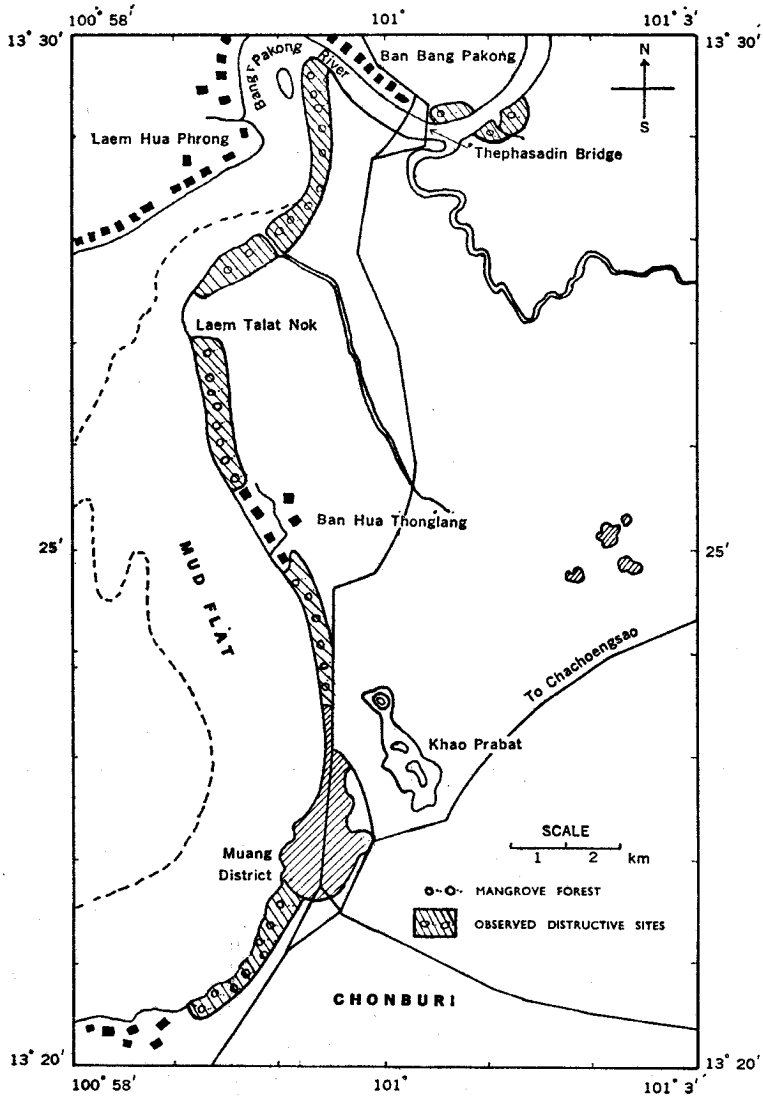 100° 58′
101°
101° 3′
13° 30′
13° 30′
Bang Pakong
River
Ban Bang Pakong
N
S
Laem Hua Phrong
Thephasadin Bridge
Laem Talat Nok
Ban Hua Thonglang
25′
25′
MUD FLAT
To Chachoengsao
Khao Prabat
SCALE
1 2 km
Muang
District
MANGROVE FOREST
OBSERVED DISTRUCTIVE SITES
CHONBURI
13° 20′
13° 20′
100° 58′
101°
101° 3′